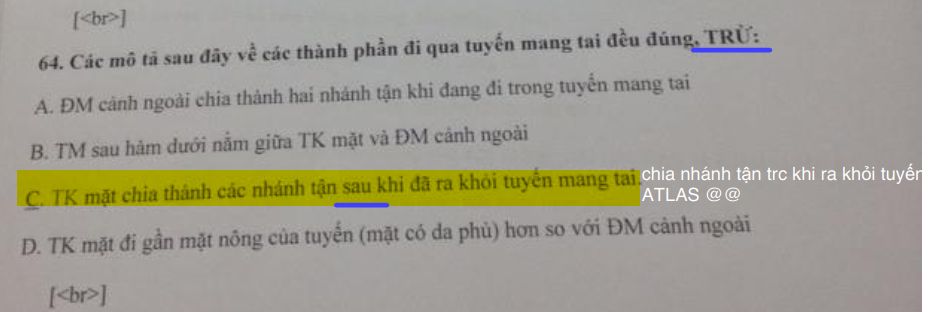 [<br>]
64. Các mô tả sau đây về các thành phần đi qua tuyến mang tai đều đúng, TRỪ:
A. ĐM cảnh ngoài chia thành hai nhánh tận khi đang đi trong tuyến mang tai
B. TM sau hàm dưới nằm giữa TK mặt và ĐM cảnh ngoài
C. TK mặt chia thành các nhánh tận sau khi đã ra khỏi tuyến mang tai. chia nhánh tận trc khi ra khỏi tuyến
ATLAS @@
D. TK mặt đi gần mặt nông của tuyến (mặt có da phủ) hơn so với ĐM cảnh ngoài
[<br>]